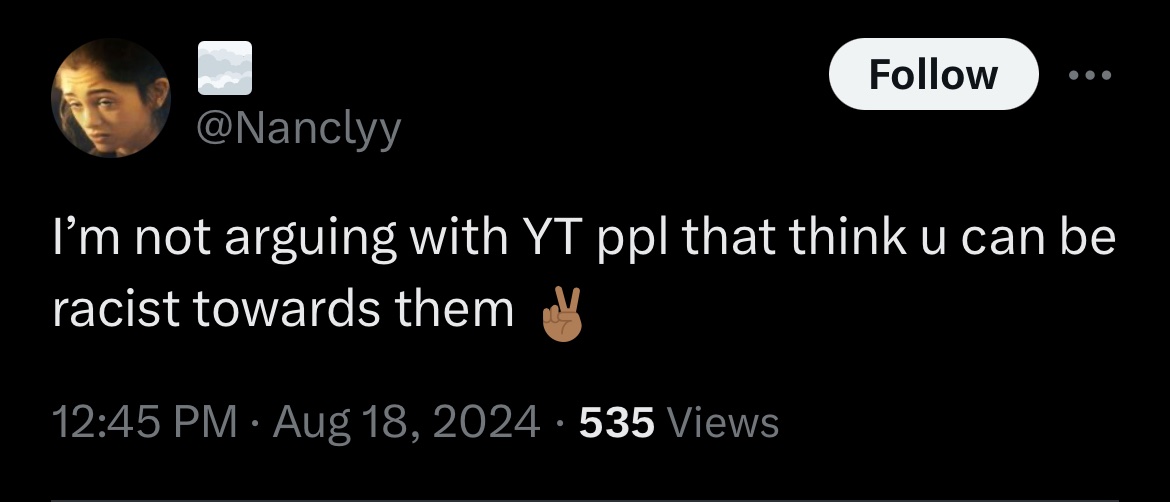 @Nanclyy
Follow
I’m not arguing with YT ppl that think u can be
racist towards them ✌🏽
12:45 PM · Aug 18, 2024 · 535 Views